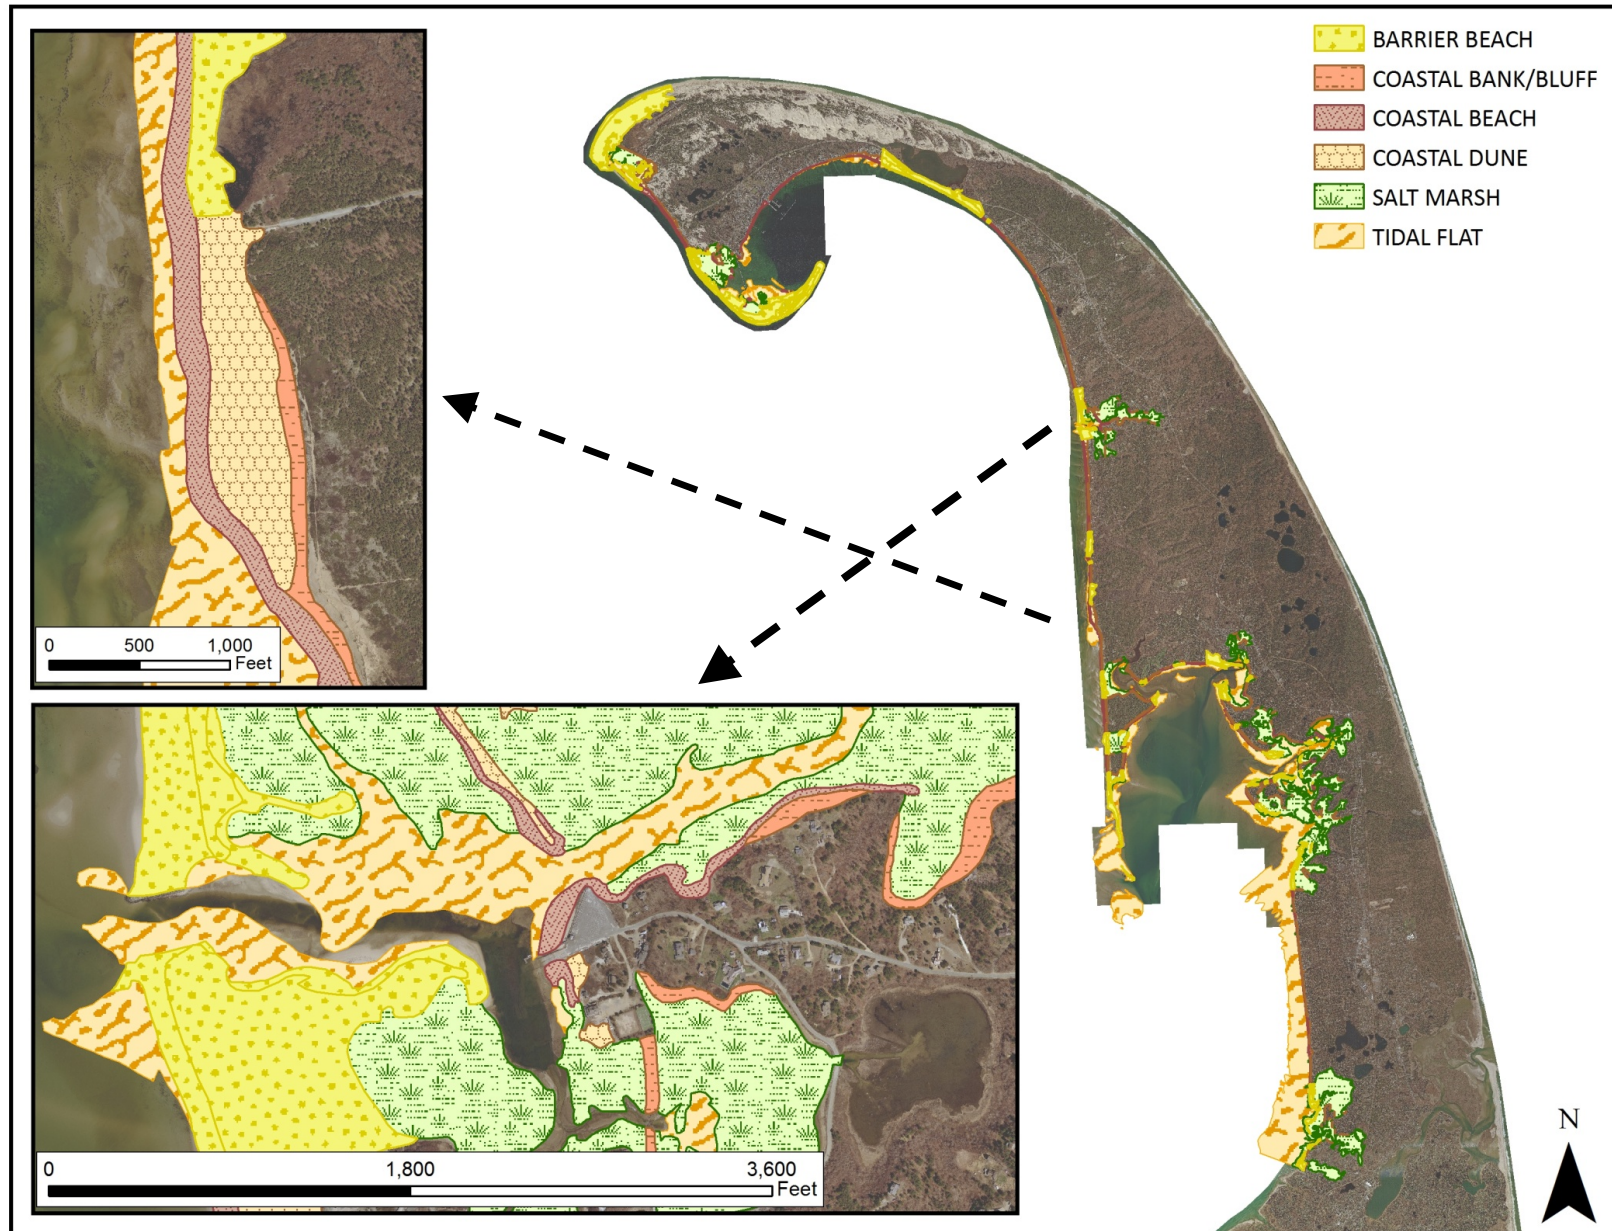 BARRIER BEACH
COASTAL BANK/BLUFF
COASTAL BEACH
COASTAL DUNE
SALT MARSH
TIDAL FLAT
0 500 1,000
Feet
0 1,800 3,600
Feet
N